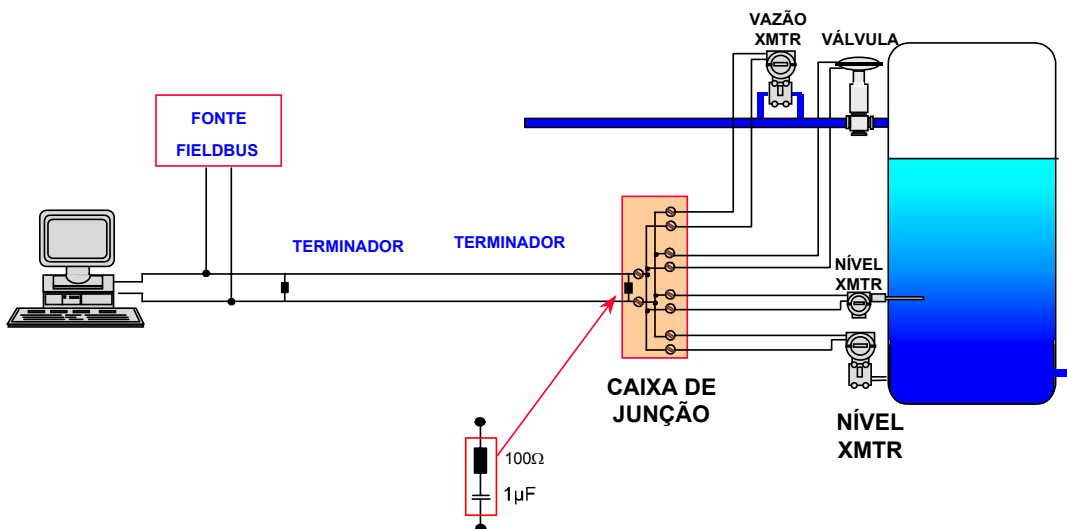 VAZÃO
XMTR
VÁLVULA
FONTE
FIELDBUS
TERMINADOR
TERMINADOR
NÍVEL
XMTR
CAIXA DE
JUNÇÃO
NÍVEL
XMTR
100Ω
1µF